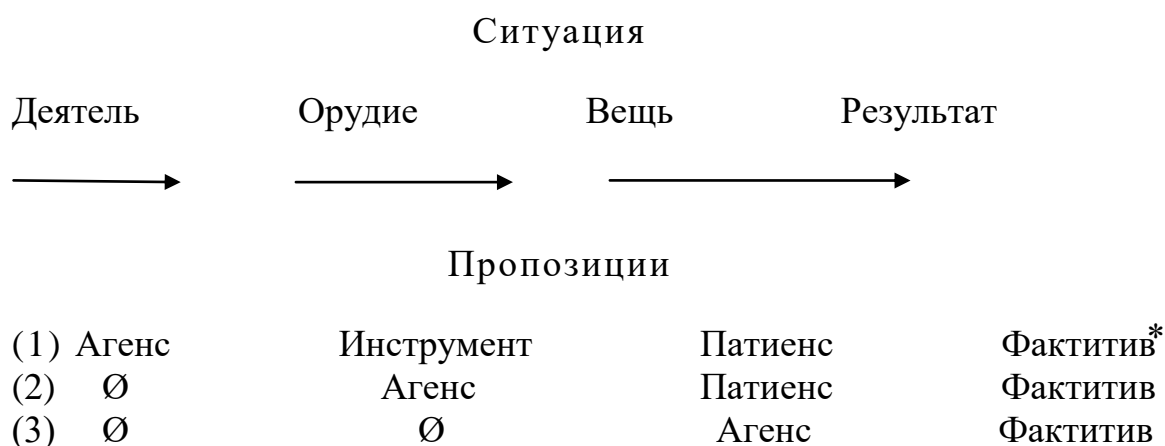 Ситуация
Деятель Орудие Вещь Результат
Пропозиции
(1) Агенс Инструмент Патиенс Фактитив*
(2) Ø Агенс Патиенс Фактитив
(3) Ø Ø Агенс Фактитив